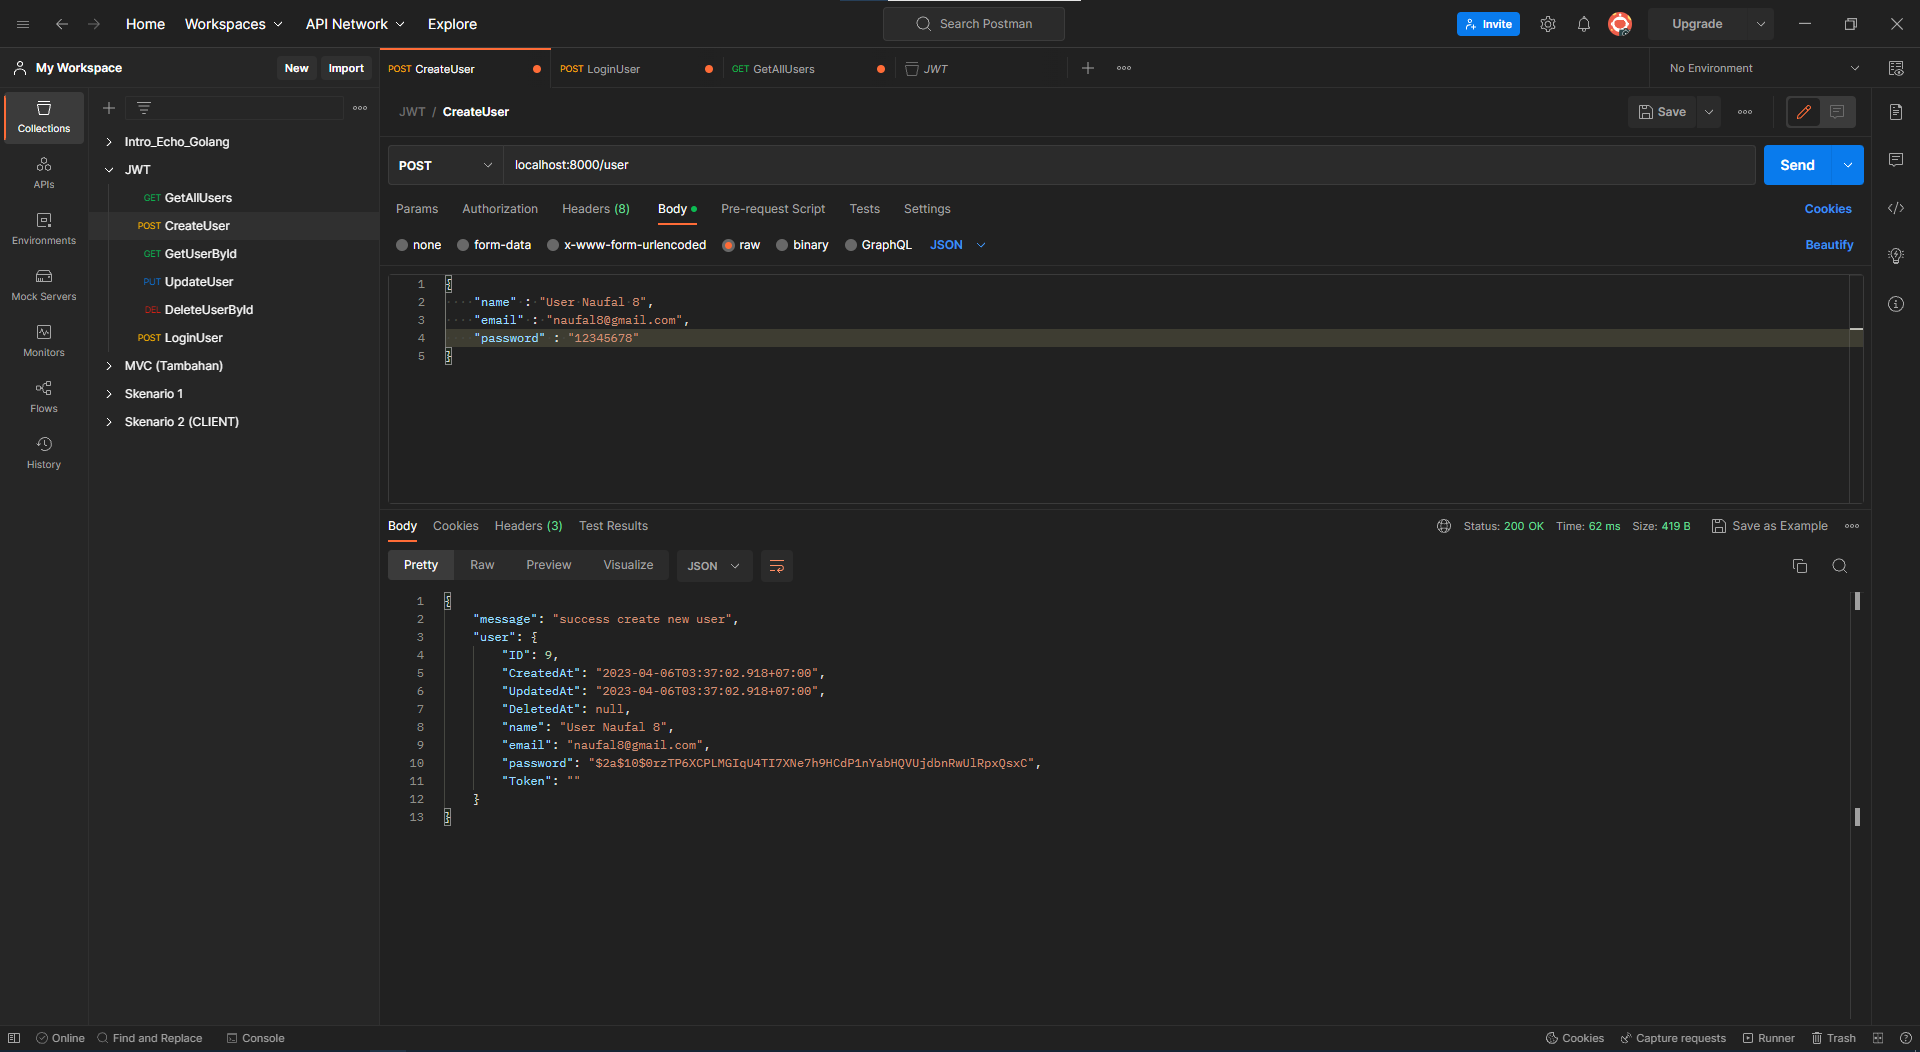 Home Workspaces API Network Explore Search Postman Invite Upgrade
My Workspace New Import POST CreateUser POST LoginUser GET GetAllUsers JWT No Environment
Collections
APIs
Environments
Mock Servers
Monitors
Flows
History
Intro_Echo_Golang
JWT
GET GetAllUsers
POST CreateUser
GET GetUserById
PUT UpdateUser
DEL DeleteUserById
POST LoginUser
MVC (Tambahan)
Skenario 1
Skenario 2 (CLIENT)
JWT / CreateUser Save
POST localhost:8000/user Send
Params Authorization Headers (8) Body Pre-request Script Tests Settings Cookies
none form-data x-www-form-urlencoded raw binary GraphQL JSON Beautify
1 {
2 "name" : "User Naufal 8",
3 "email" : "naufal8@gmail.com",
4 "password" : "12345678"
5 }
Body Cookies Headers (3) Test Results Status: 200 OK Time: 62 ms Size: 419 B Save as Example
Pretty Raw Preview Visualize JSON
1 {
2 "message": "success create new user",
3 "user": {
4 "ID": 9,
5 "CreatedAt": "2023-04-06T03:37:02.918+07:00",
6 "UpdatedAt": "2023-04-06T03:37:02.918+07:00",
7 "DeletedAt": null,
8 "name": "User Naufal 8",
9 "email": "naufal8@gmail.com",
10 "password": "$2a$10$0rzTP6XCPLMGIqU4TI7XNe7h9HCdP1nYabHQVUjdbnRwUlRpxQsxC",
11 "Token": ""
12 }
13 }
Online Find and Replace Console Cookies Capture requests Runner Trash